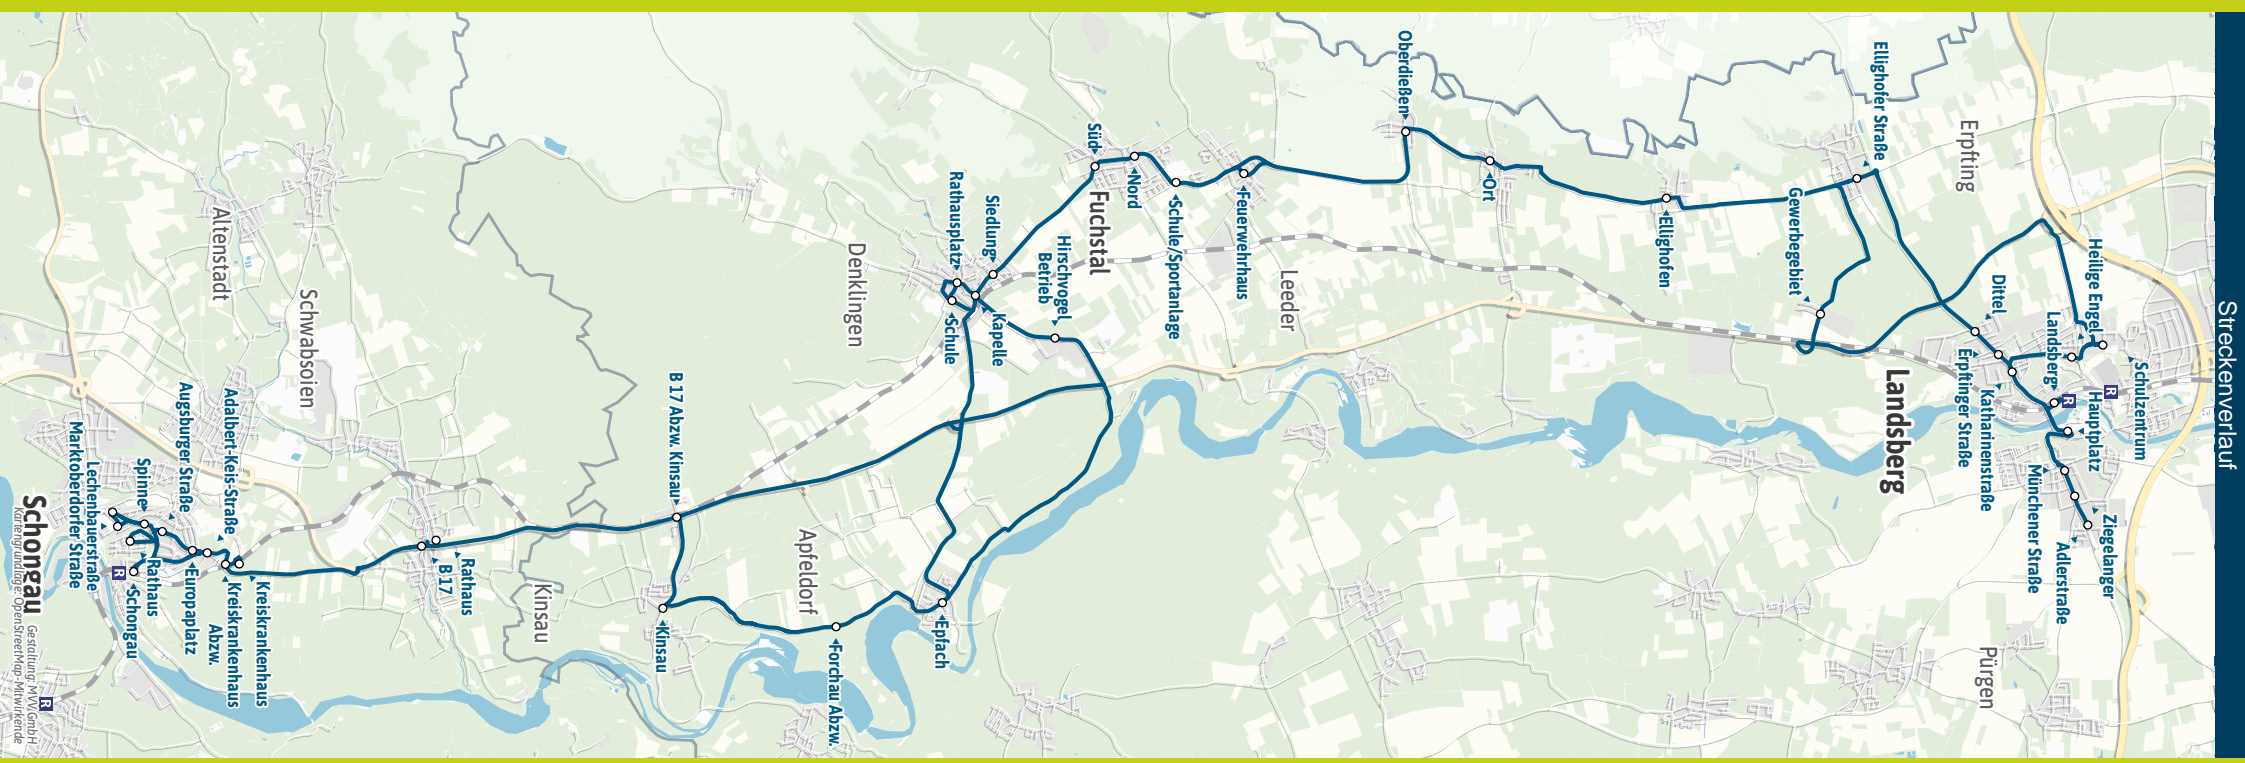 Streckenverlauf
Erpfting
Ellighofer Straße
Heilige Engel
Schulzentrum
Dittel
Landsberg
R
R
Hauptplatz
Landsberg
Erpftinger Straße
Katharinenstraße
Münchener Straße
Ziegelanger
Adlerstraße
Pürgen
Gewerbegebiet
Ellighofen
Ort
Oberdießen
Leeder
Feuerwehrhaus
Schule/Sportanlage
Nord
Süd
Fuchstal
Hirschvogel
Betrieb
Siedlung
Rathausplatz
Kapelle
Schule
Denklingen
Epfach
Forchau Abzw.
Apfeldorf
B 17 Abzw. Kinsau
Kinsau
Kinsau
Rathaus
B 17
Schwabsoien
Altenstadt
Kreiskrankenhaus
Kreiskrankenhaus
Abzw.
Adalbert-Keis-Straße
Augsburger Straße
Europaplatz
Spinne
Rathaus
Schongau
R
Lechenbauerstraße
Marktoberdorfer Straße
Schongau
R
Gestaltung: MVV GmbH
Kartengrundlage: OpenStreetMap-Mitwirkende